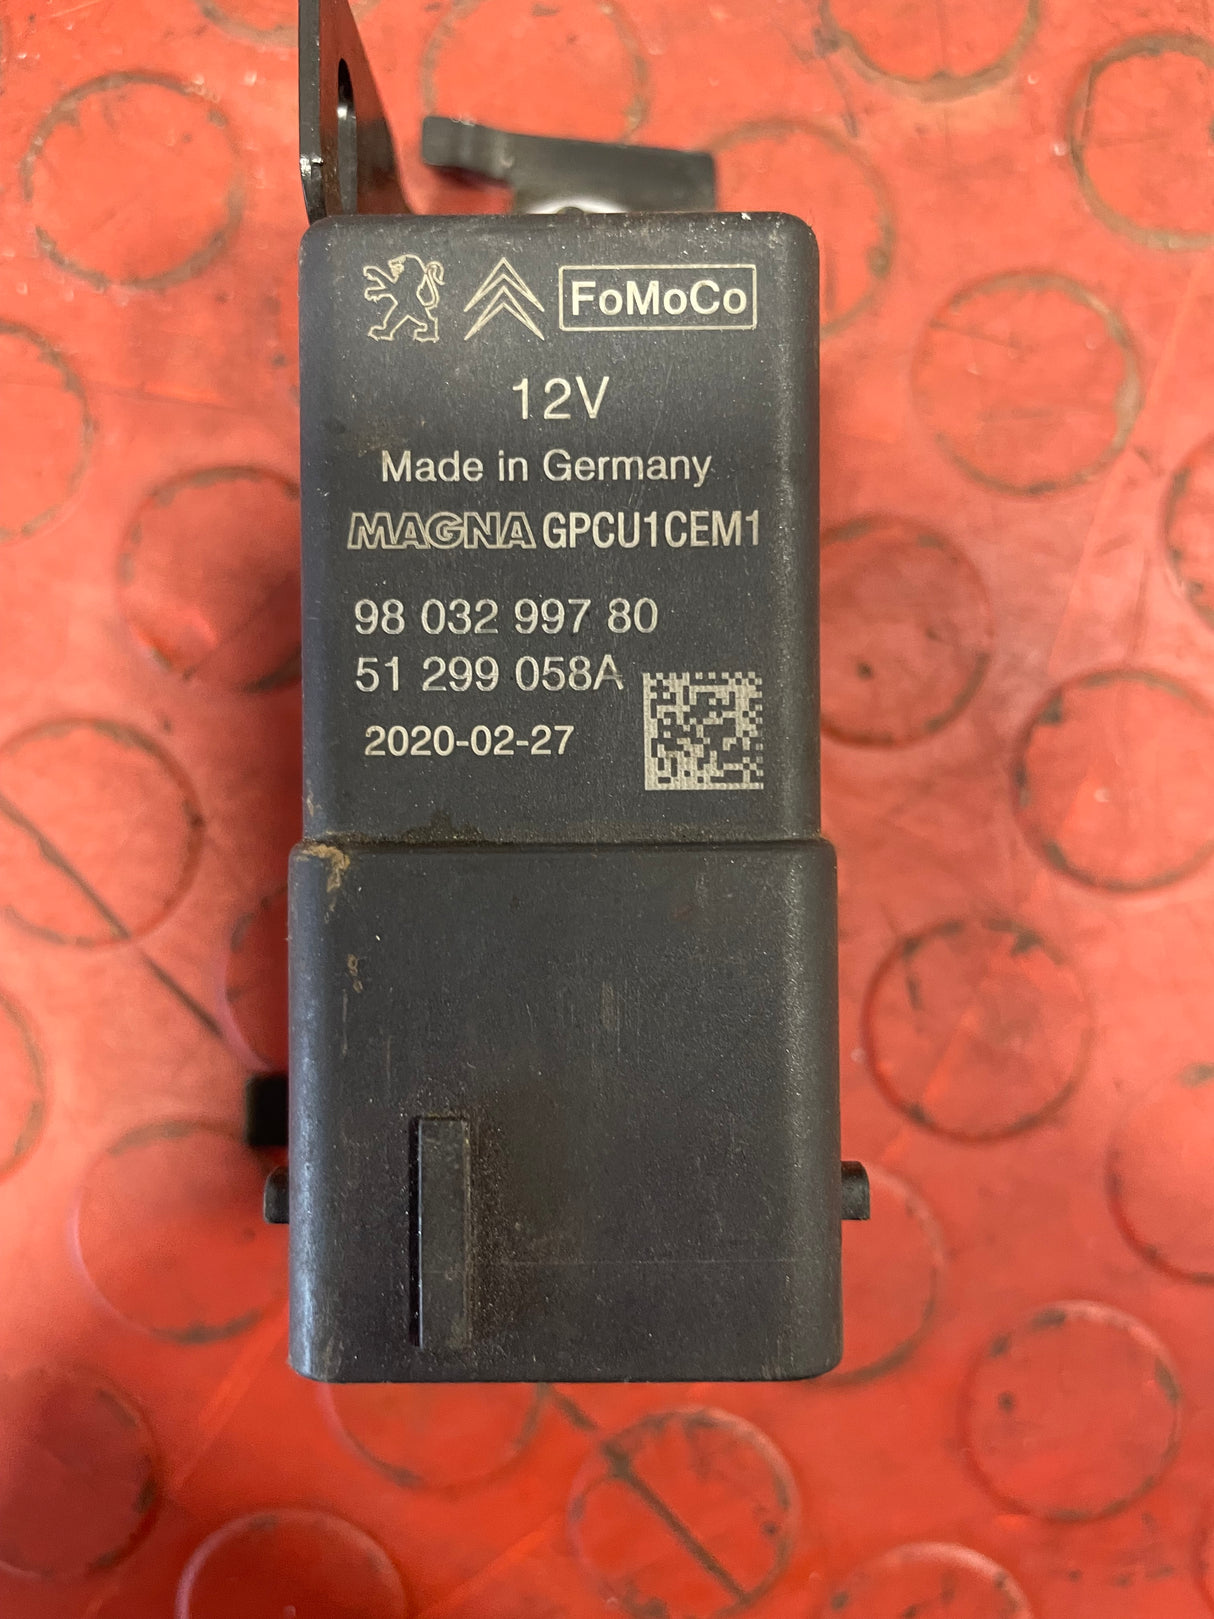 FoMoCo
12V
Made in Germany
MAGNA GPCU1CEM1
98 032 997 80
51 299 058A
2020-02-27